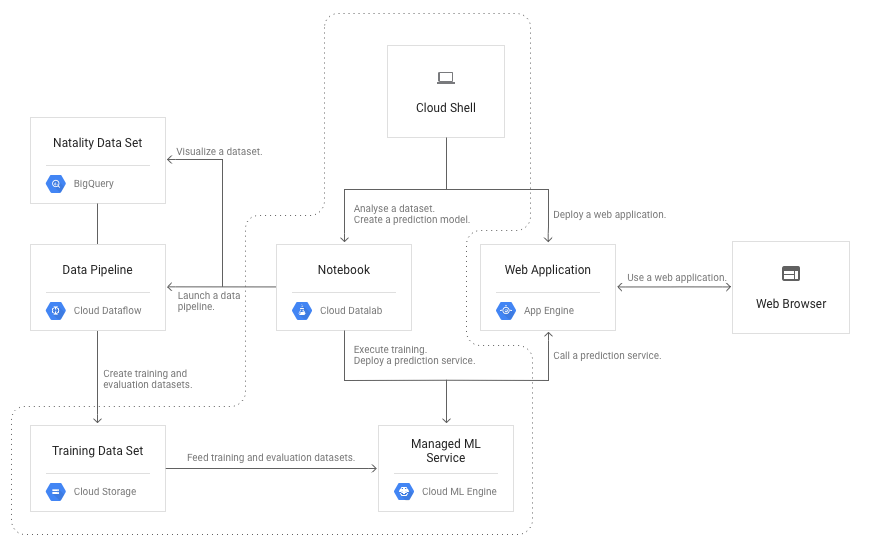 Cloud Shell
Natality Data Set
BigQuery
Visualize a dataset.
Analyse a dataset.
Create a prediction model.
Deploy a web application.
Data Pipeline
Cloud Dataflow
Launch a data
pipeline.
Notebook
Cloud Datalab
Web Application
App Engine
Use a web application.
Web Browser
Create training and
evaluation datasets.
Execute training.
Deploy a prediction service.
Call a prediction service.
Training Data Set
Cloud Storage
Feed training and evaluation datasets.
Managed ML
Service
Cloud ML Engine